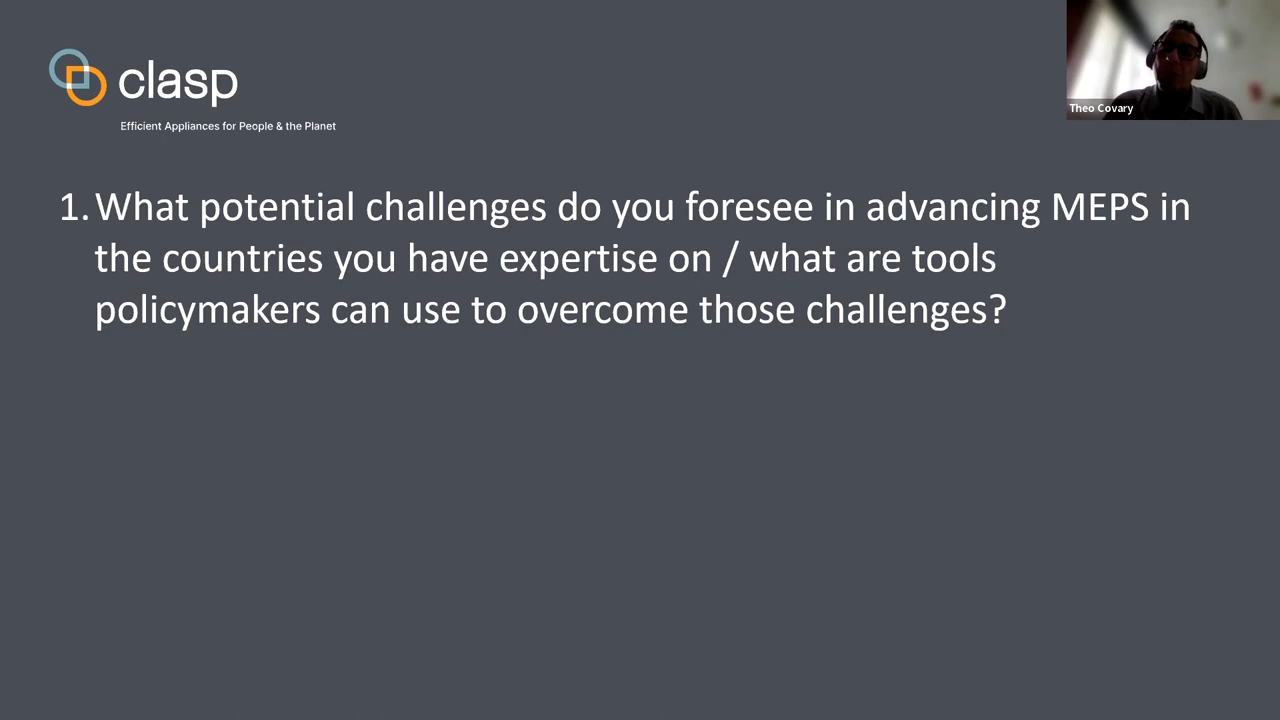 clasp
Efficient Appliances for People & the Planet
Theo Covary
1. What potential challenges do you foresee in advancing MEPS in
the countries you have expertise on / what are tools
policymakers can use to overcome those challenges?